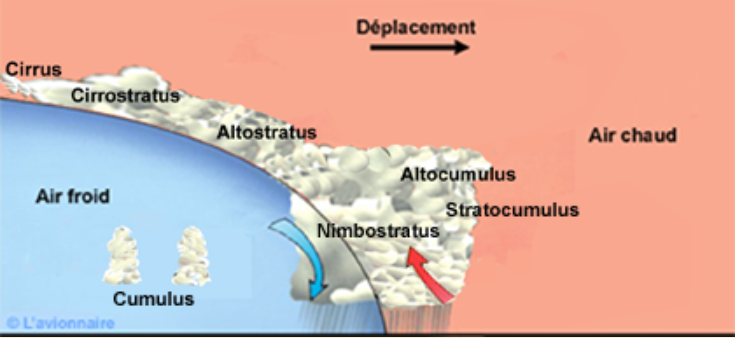 Déplacement
Cirrus
Cirrostratus
Altostratus
Air chaud
Altocumulus
Air froid
Stratocumulus
Nimbostratus
Cumulus
© L'avionnaire